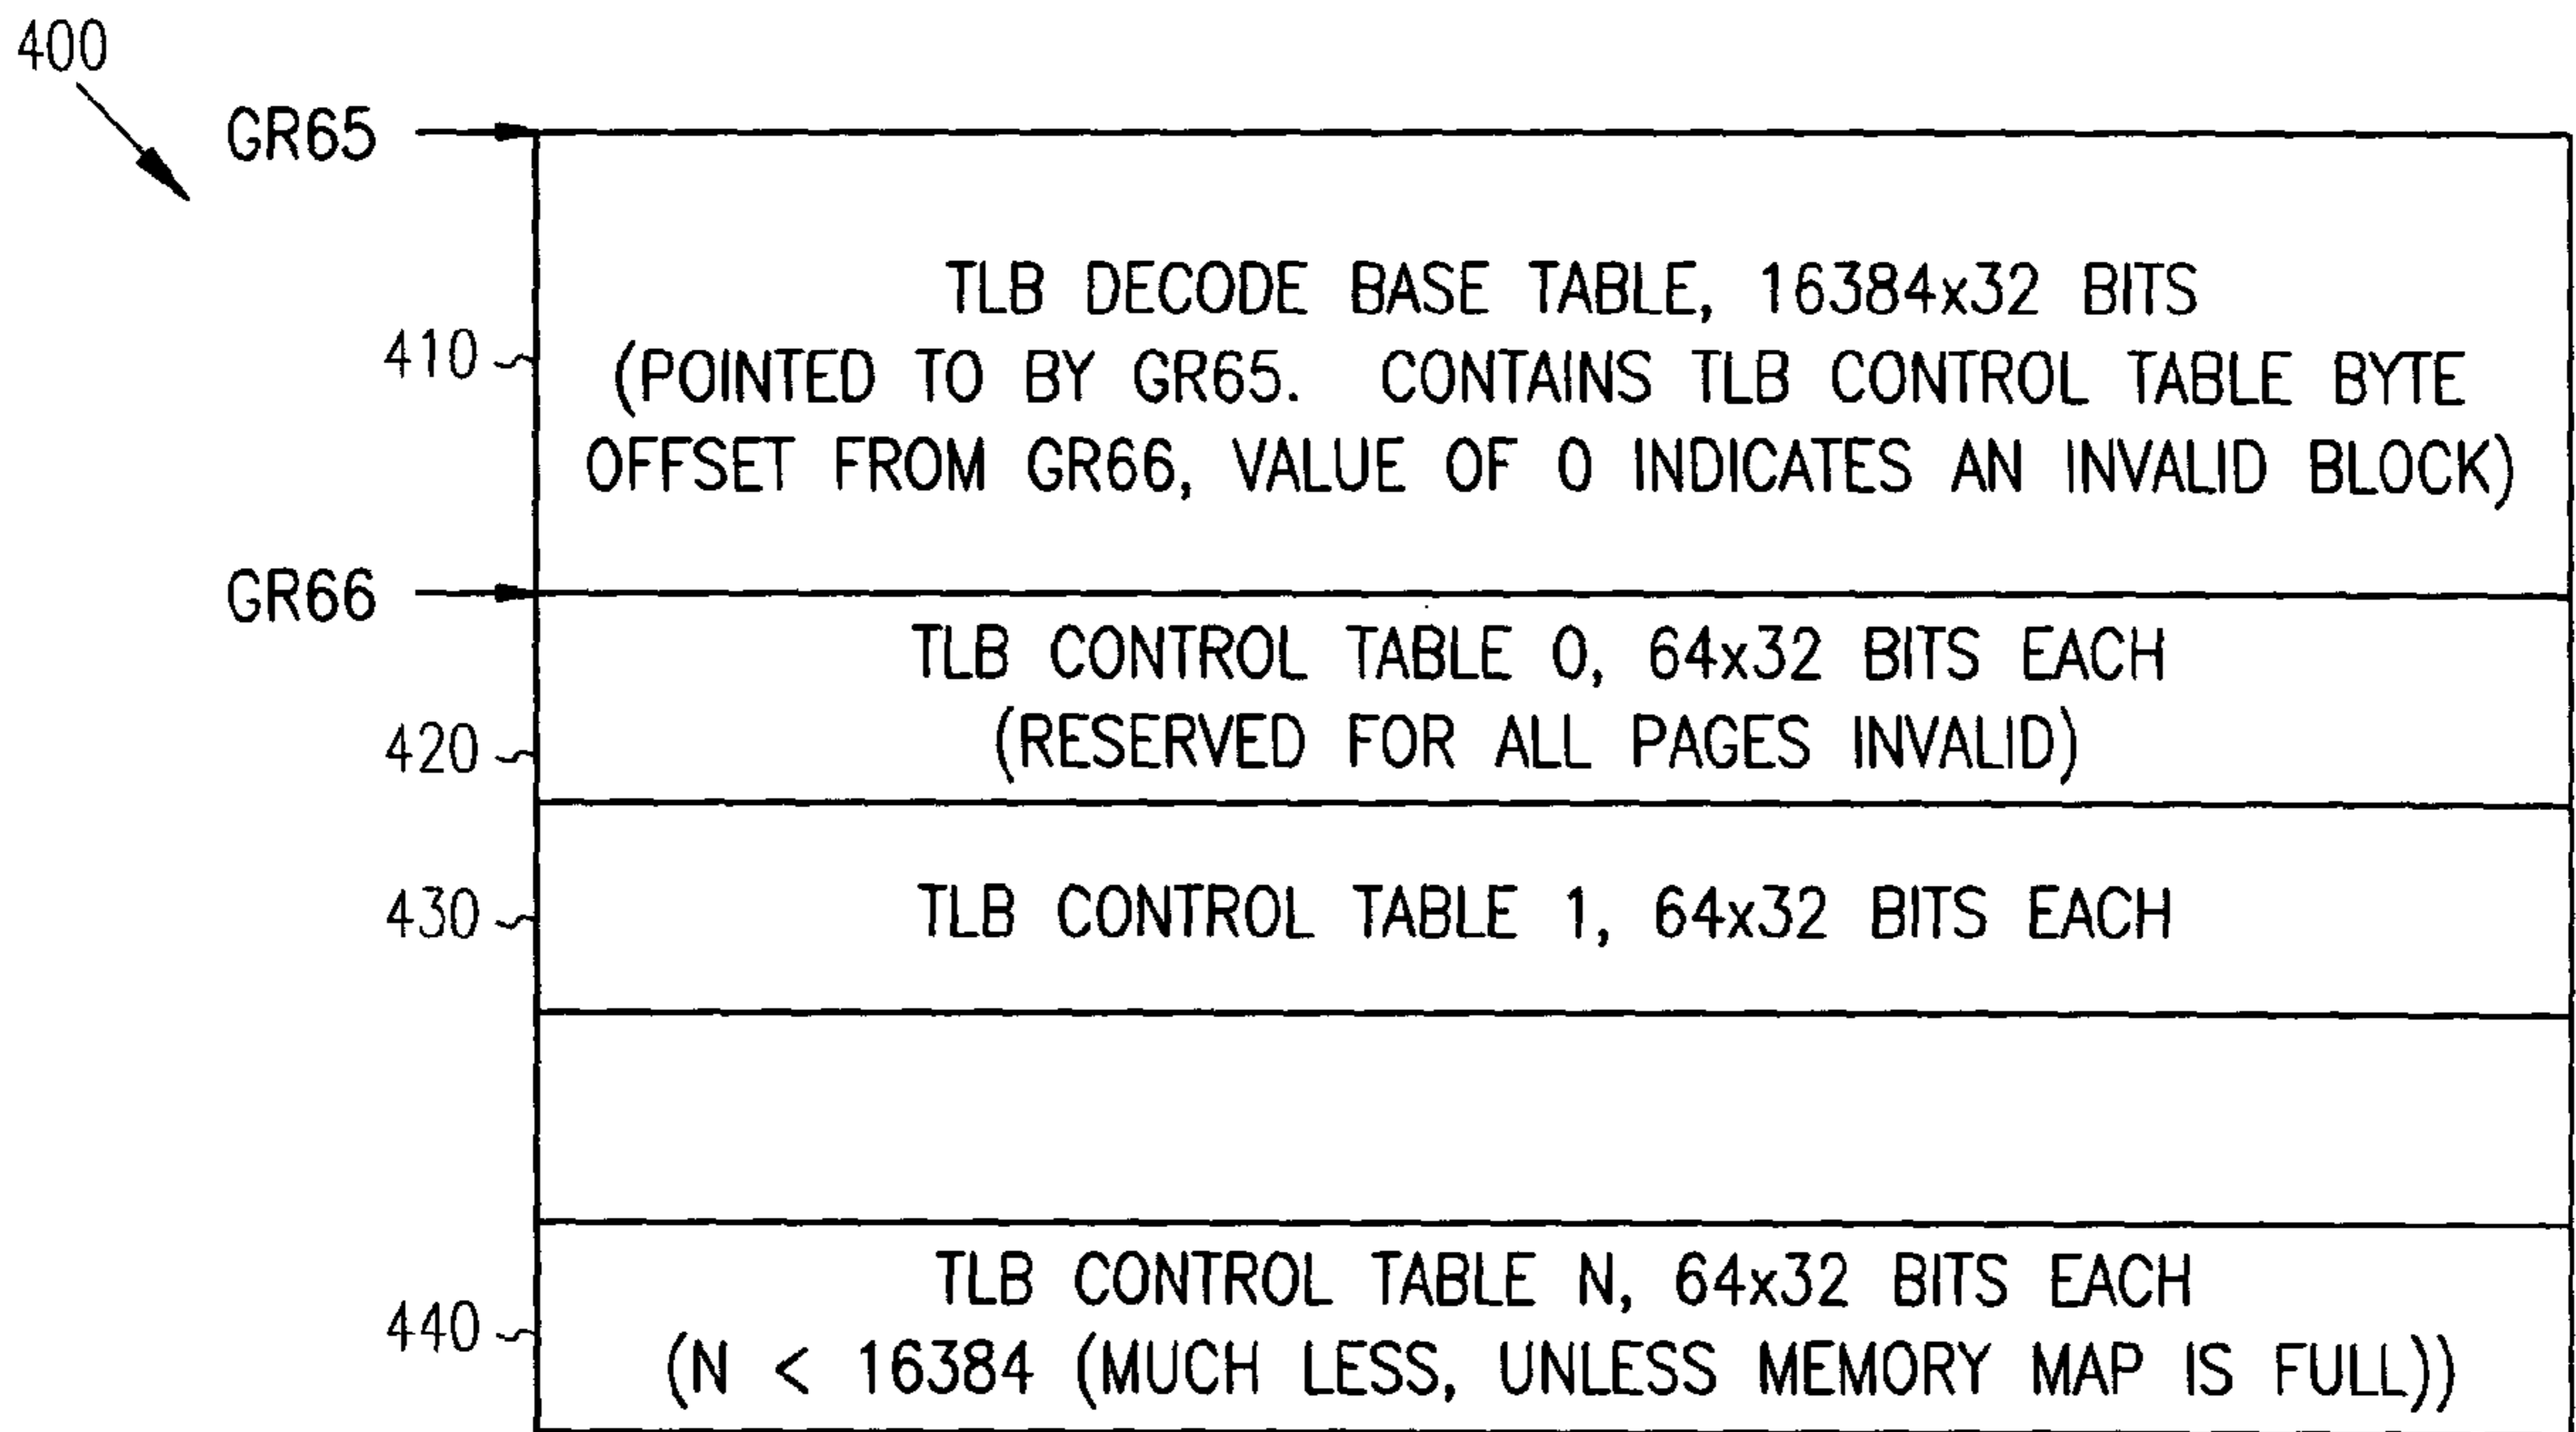 400
GR65
TLB DECODE BASE TABLE, 16384x32 BITS
410
(POINTED TO BY GR65. CONTAINS TLB CONTROL TABLE BYTE
OFFSET FROM GR66, VALUE OF 0 INDICATES AN INVALID BLOCK)
GR66
TLB CONTROL TABLE 0, 64x32 BITS EACH
420
(RESERVED FOR ALL PAGES INVALID)
430
TLB CONTROL TABLE 1, 64x32 BITS EACH
TLB CONTROL TABLE N, 64x32 BITS EACH
440
(N < 16384 (MUCH LESS, UNLESS MEMORY MAP IS FULL))